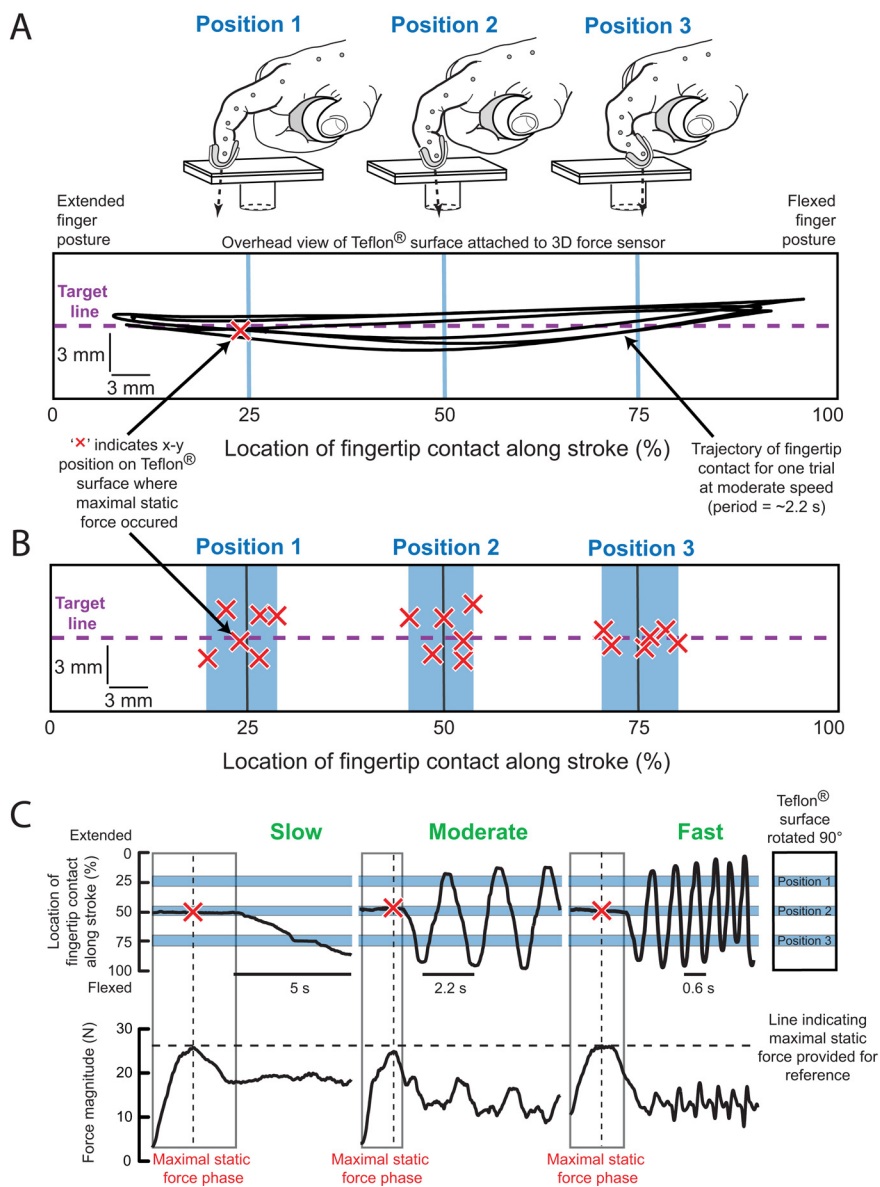 A
Position 1
Position 2
Position 3
Extended
finger
posture
Flexed
finger
posture
Overhead view of Teflon® surface attached to 3D force sensor
Target
line
3 mm
3 mm
0
25
50
75
100
Location of fingertip contact along stroke (%)
'×' indicates x-y
position on Teflon®
surface where
maximal static
force occured
Trajectory of fingertip
contact for one trial
at moderate speed
(period = ~2.2 s)
B
Position 1
Position 2
Position 3
Target
line
3 mm
3 mm
0
25
50
75
100
Location of fingertip contact along stroke (%)
C
Slow
Moderate
Fast
Teflon®
surface
rotated 90°
Extended
Location of
fingertip contact
along stroke (%)
0
25
50
75
100
Flexed
Position 1
Position 2
Position 3
5 s
2.2 s
0.6 s
Force magnitude (N)
30
20
10
0
Line indicating
maximal static
force provided for
reference
Maximal static
force phase
Maximal static
force phase
Maximal static
force phase